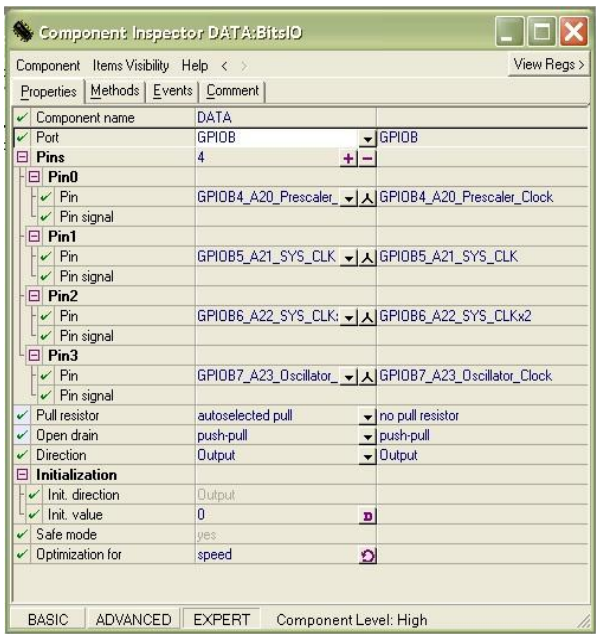 Component Inspector DATA:BitsIO
Component Items Visibility Help < > View Regs >
Properties Methods Events Comment
Component name DATA
Port GPIOB GPIOB
Pins 4 + −
Pin0
Pin GPIOB4_A20_Prescaler_ GPIOB4_A20_Prescaler_Clock
Pin signal
Pin1
Pin GPIOB5_A21_SYS_CLK GPIOB5_A21_SYS_CLK
Pin signal
Pin2
Pin GPIOB6_A22_SYS_CLK: GPIOB6_A22_SYS_CLKx2
Pin signal
Pin3
Pin GPIOB7_A23_Oscillator_ GPIOB7_A23_Oscillator_Clock
Pin signal
Pull resistor autoselected pull no pull resistor
Open drain push-pull push-pull
Direction Output Output
Initialization
Init. direction Output
Init. value 0 D
Safe mode yes
Optimization for speed
BASIC ADVANCED EXPERT Component Level: High